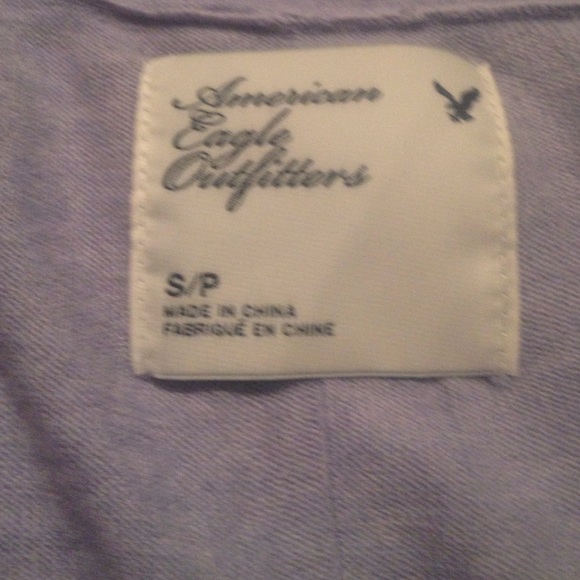 American
Eagle
Outfitters
S/P
MADE IN CHINA
FABRIQUÉ EN CHINE